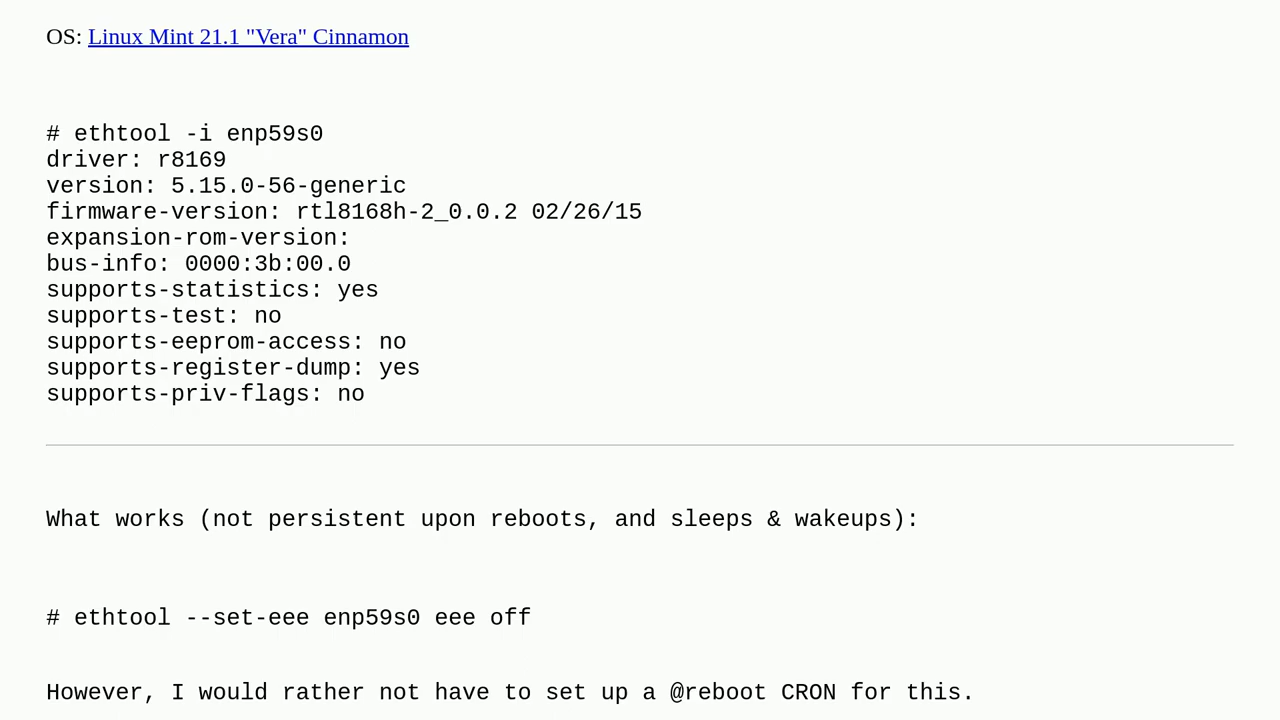 OS: Linux Mint 21.1 "Vera" Cinnamon
# ethtool -i enp59s0
driver: r8169
version: 5.15.0-56-generic
firmware-version: rtl8168h-2_0.0.2 02/26/15
expansion-rom-version:
bus-info: 0000:3b:00.0
supports-statistics: yes
supports-test: no
supports-eeprom-access: no
supports-register-dump: yes
supports-priv-flags: no
What works (not persistent upon reboots, and sleeps & wakeups):
# ethtool --set-eee enp59s0 eee off
However, I would rather not have to set up a @reboot CRON for this.